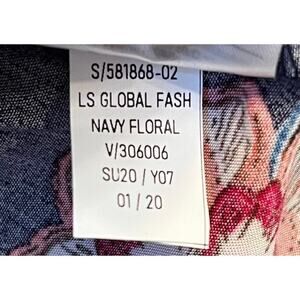 S/581868-02
LS GLOBAL FASH
NAVY FLORAL
V/306006
SU20 / Y07
01 / 20